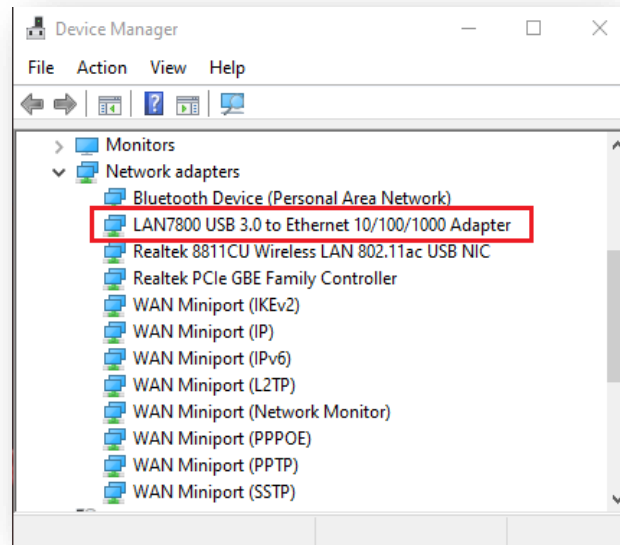 Device Manager
File Action View Help
Monitors
Network adapters
Bluetooth Device (Personal Area Network)
LAN7800 USB 3.0 to Ethernet 10/100/1000 Adapter
Realtek 8811CU Wireless LAN 802.11ac USB NIC
Realtek PCIe GBE Family Controller
WAN Miniport (IKEv2)
WAN Miniport (IP)
WAN Miniport (IPv6)
WAN Miniport (L2TP)
WAN Miniport (Network Monitor)
WAN Miniport (PPPOE)
WAN Miniport (PPTP)
WAN Miniport (SSTP)